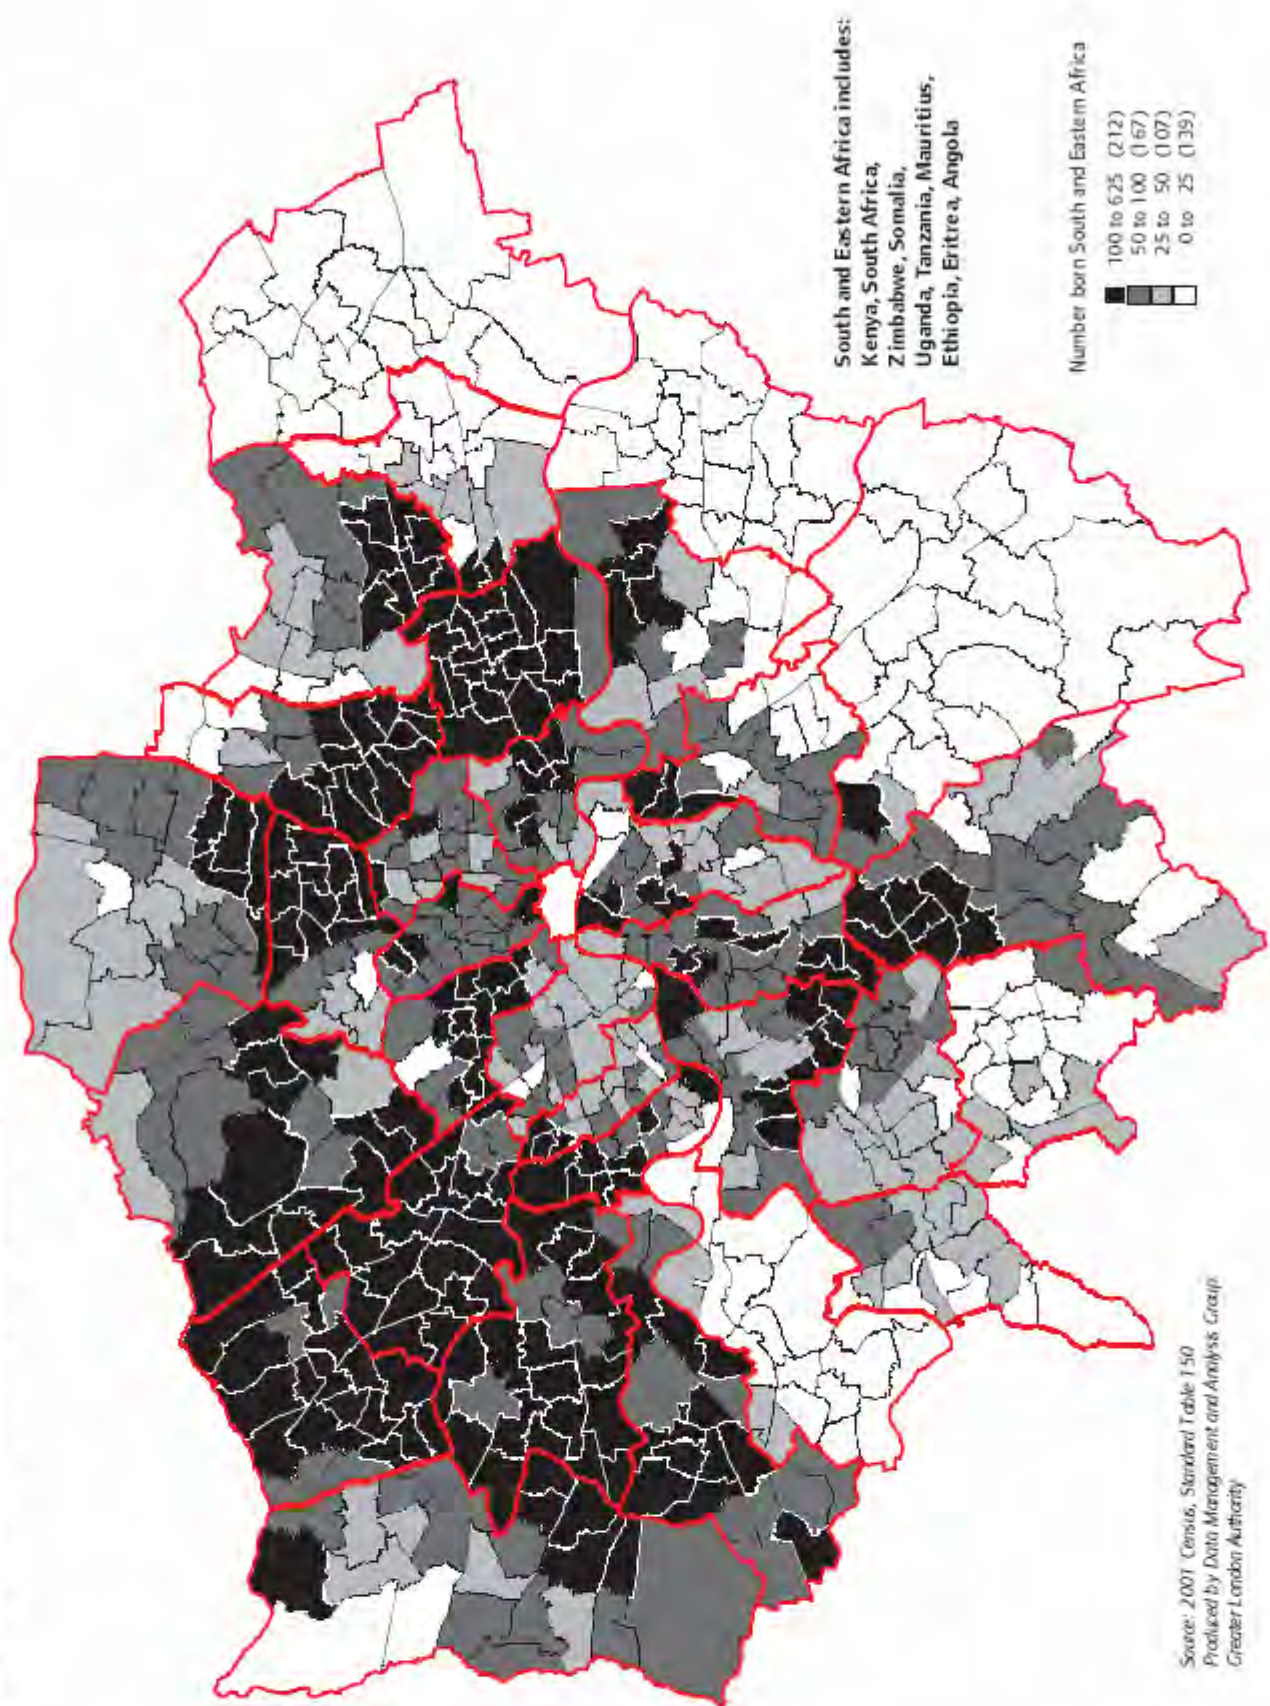 South and Eastern Africa includes:
Kenya, South Africa,
Zimbabwe, Somalia,
Uganda, Tanzania, Mauritius,
Ethiopia, Eritrea, Angola
Number born South and Eastern Africa
100 to 625 (212)
50 to 100 (167)
25 to 50 (107)
0 to 25 (139)
Source: 2001 Census, Standard Table 150
Produced by Data Management and Analysis Group
Greater London Authority